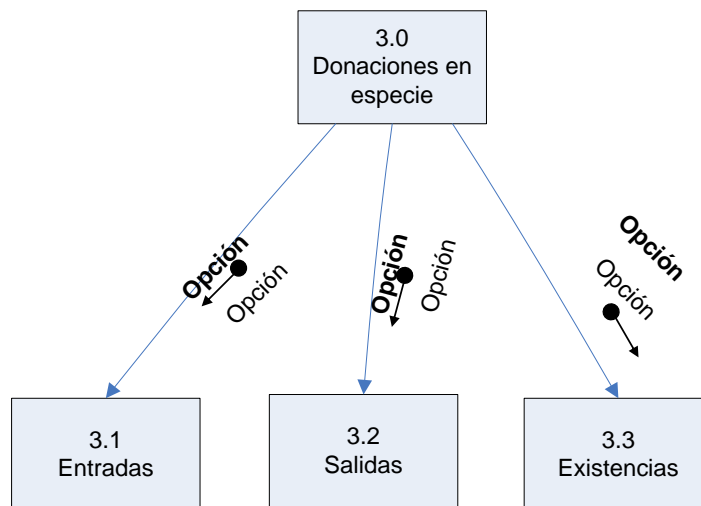 3.0
Donaciones en
especie
Opción
Opción
Opción
Opción
Opción
Opción
3.1
Entradas
3.2
Salidas
3.3
Existencias